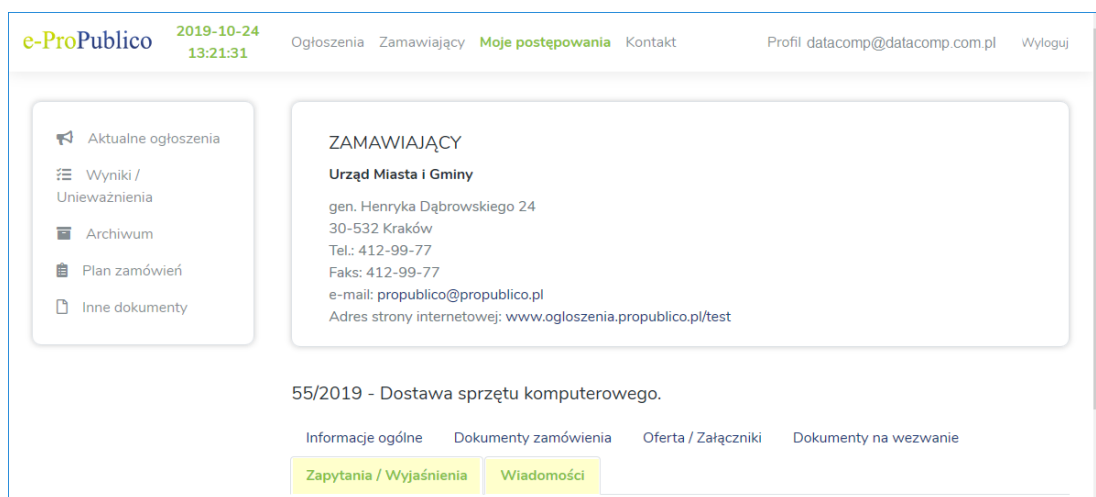 e-ProPublico
2019-10-24
13:21:31
Ogłoszenia Zamawiający Moje postępowania Kontakt Profil datacomp@datacomp.com.pl Wyloguj
Aktualne ogłoszenia
Wyniki /
Unieważnienia
Archiwum
Plan zamówień
Inne dokumenty
ZAMAWIAJĄCY
Urząd Miasta i Gminy
gen. Henryka Dąbrowskiego 24
30-532 Kraków
Tel.: 412-99-77
Faks: 412-99-77
e-mail: propublico@propublico.pl
Adres strony internetowej: www.ogloszenia.propublico.pl/test
55/2019 - Dostawa sprzętu komputerowego.
Informacje ogólne Dokumenty zamówienia Oferta / Załączniki Dokumenty na wezwanie
Zapytania / Wyjaśnienia Wiadomości